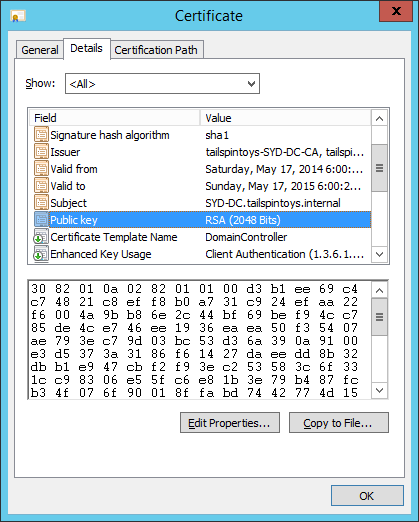 Certificate
x
General Details Certification Path
Show: <All>
Field Value
Signature hash algorithm sha1
Issuer tailspintoys-SYD-DC-CA, tailspi...
Valid from Saturday, May 17, 2014 6:00:...
Valid to Sunday, May 17, 2015 6:00:2...
Subject SYD-DC.tailspintoys.internal
Public key RSA (2048 Bits)
Certificate Template Name DomainController
Enhanced Key Usage Client Authentication (1.3.6.1....
30 82 01 0a 02 82 01 01 00 d3 b1 ee 69 c4
c7 48 21 c8 ef f8 b0 a7 31 c9 24 ef aa 22
f6 00 4a 9b b8 6e 2c 44 bf 69 be f9 4c c7
85 de 4c e7 46 ee 19 36 ea ea 50 f3 54 07
ae 79 3e c7 9d 03 bc 53 d3 6a 39 0a 91 00
e3 d5 37 3a 31 86 f6 14 27 da ee dd 8b 32
db b1 e9 47 cb f2 f9 3e c2 53 58 3c 6f 33
1c c9 83 06 e5 5f c6 e8 1b 3e 79 b4 87 fc
b3 4f 07 6f 90 01 8f fa bd 74 42 77 4d 15
Edit Properties... Copy to File...
OK